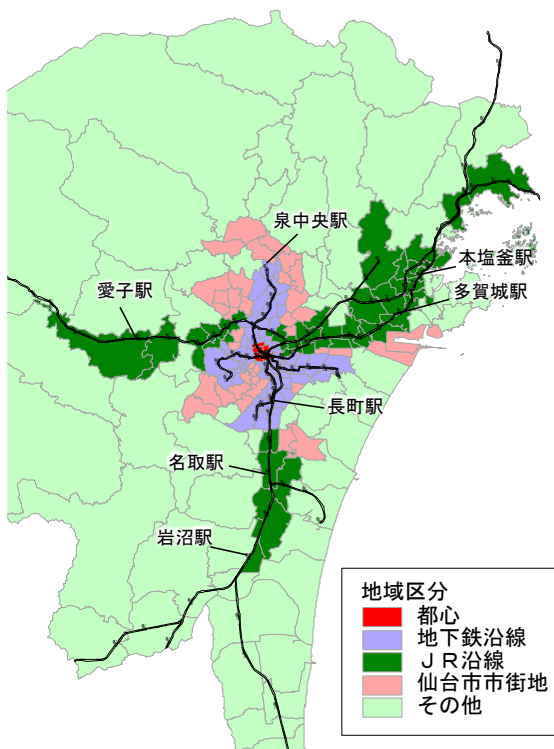 泉中央駅
本塩釜駅
愛子駅
多賀城駅
長町駅
名取駅
岩沼駅
地域区分
都心
地下鉄沿線
ＪＲ沿線
仙台市市街地
その他